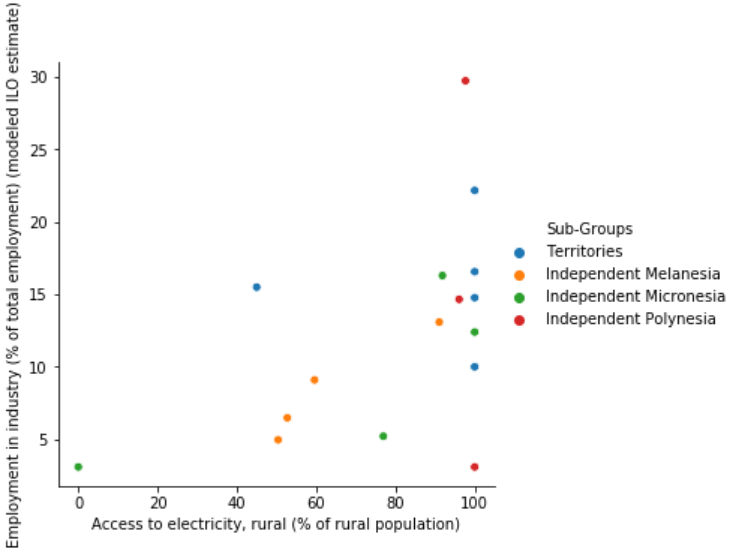 Employment in industry (% of total employment) (modeled ILO estimate)
30
25
20
15
10
5
0 20 40 60 80 100
Access to electricity, rural (% of rural population)
Sub-Groups
Territories
Independent Melanesia
Independent Micronesia
Independent Polynesia